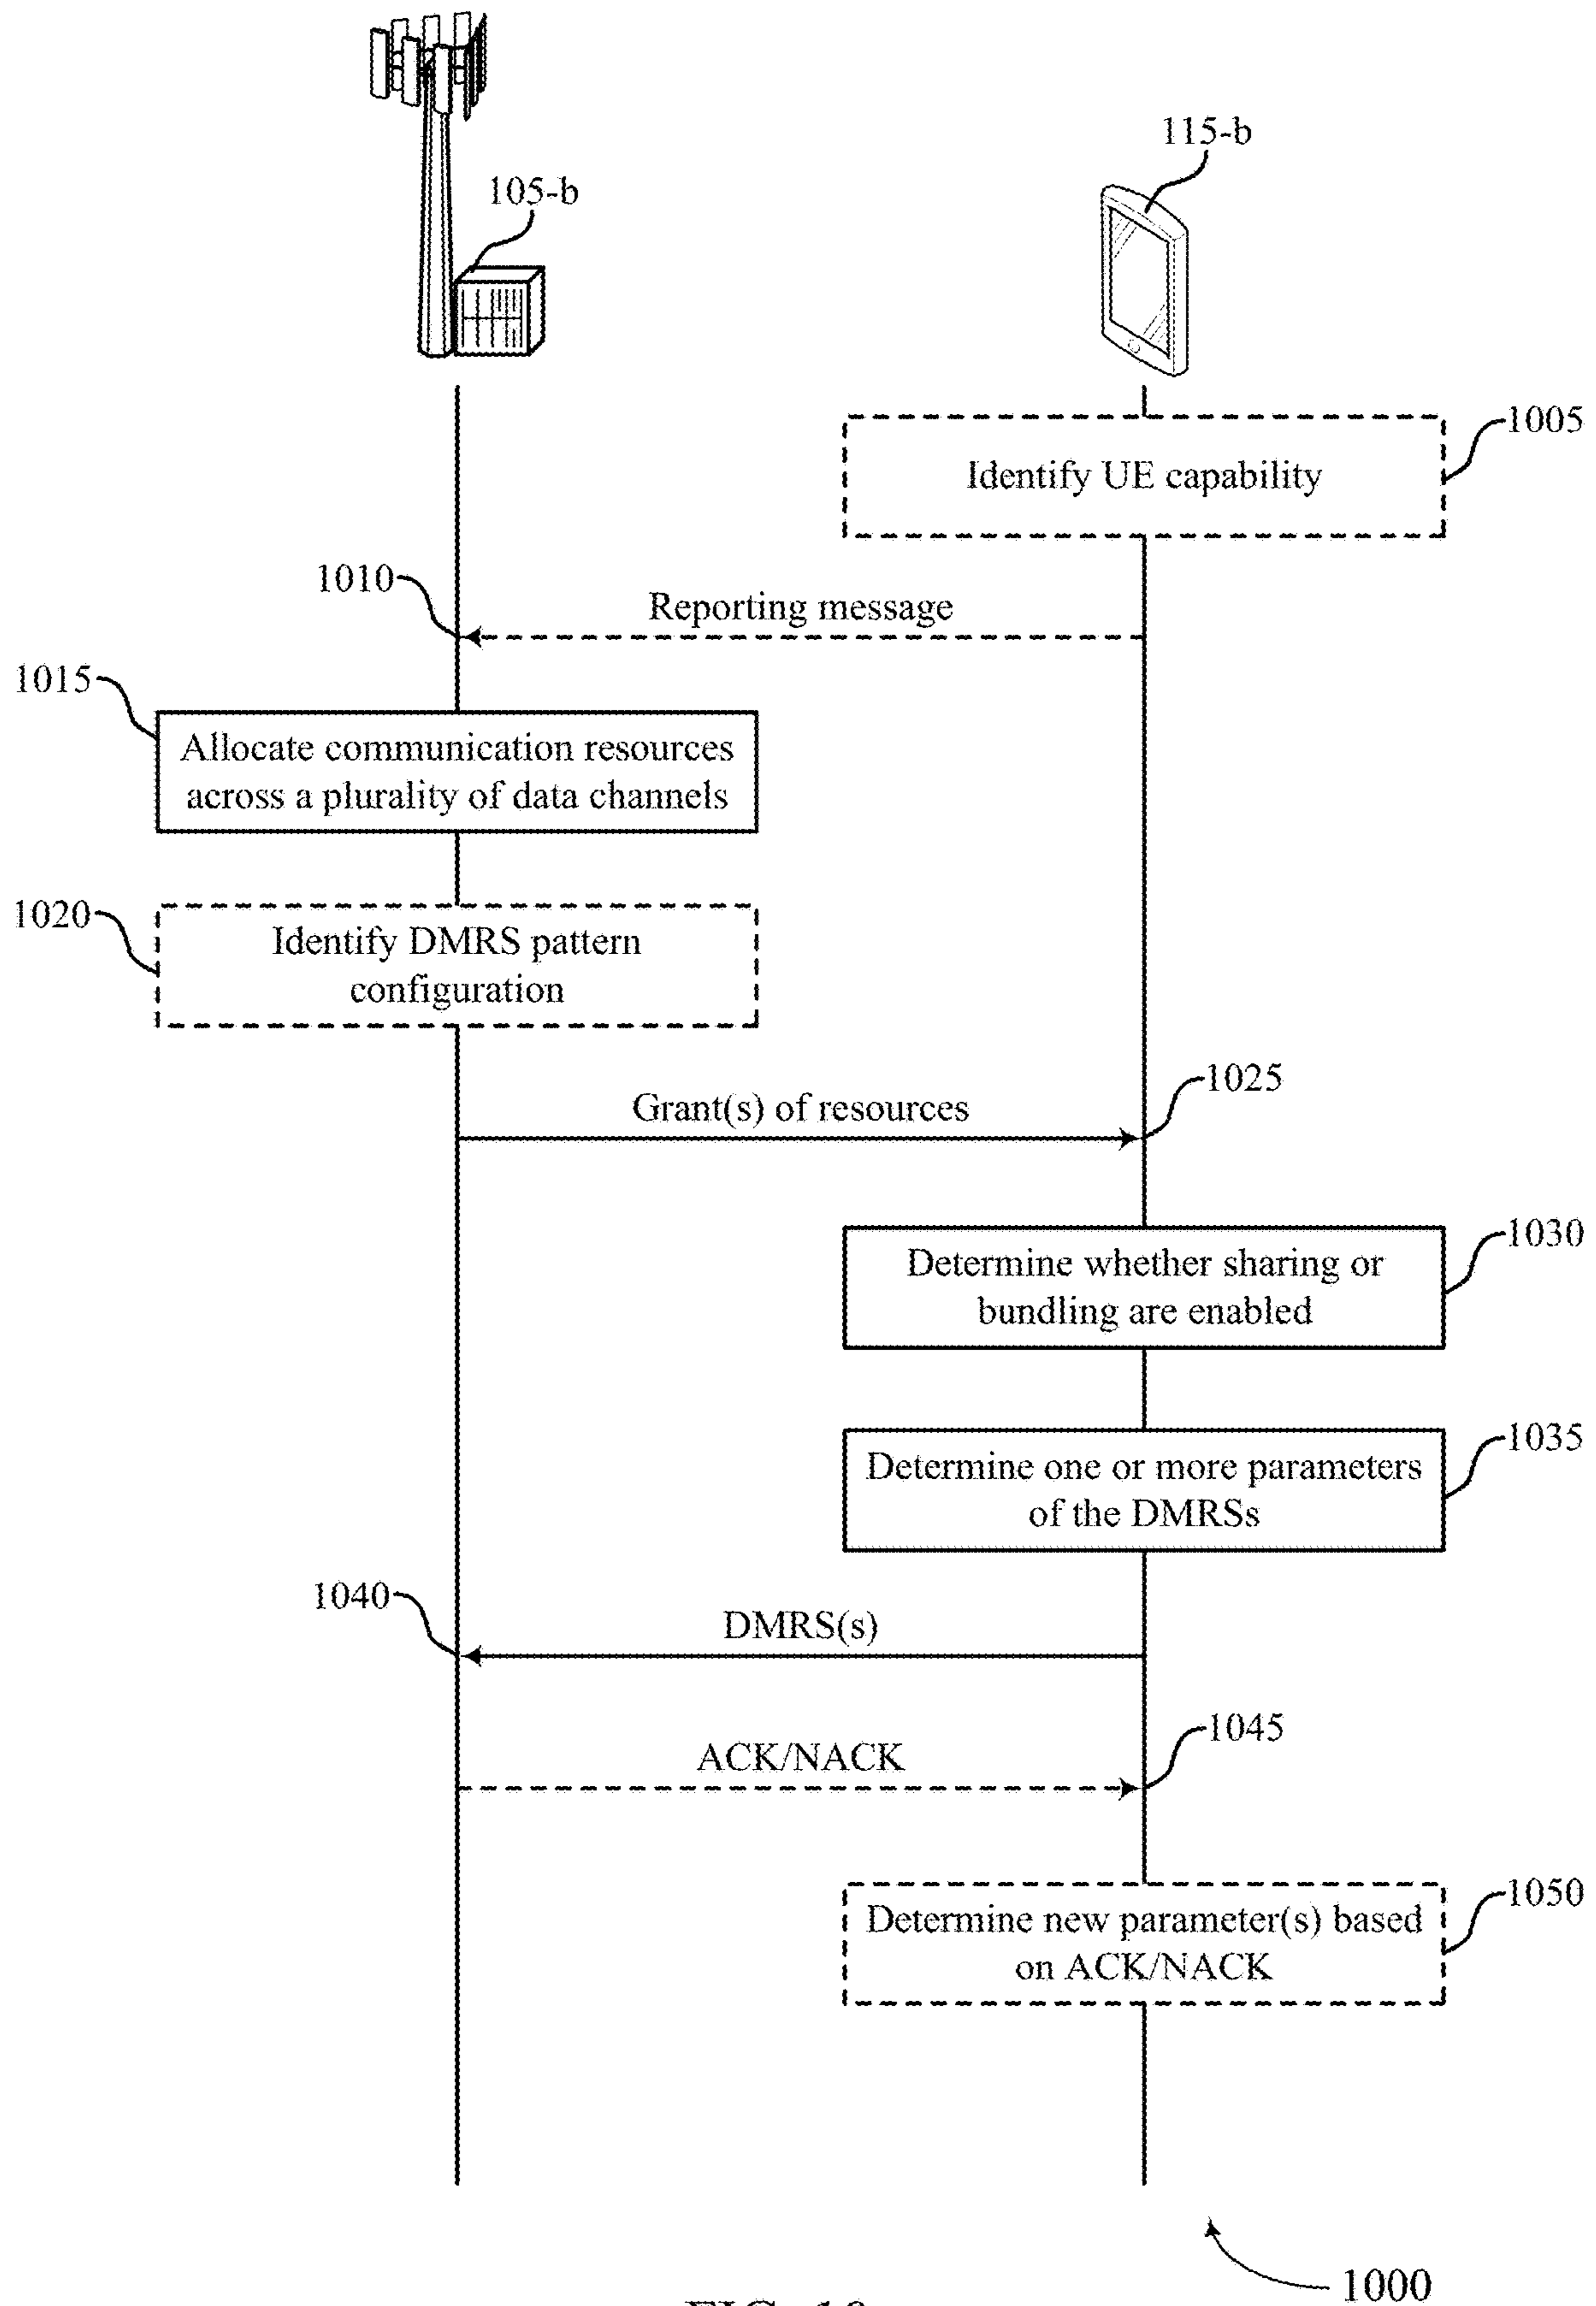 115-b
105-b
1005
Identify UE capability
1010
Reporting message
1015
Allocate communication resources
across a plurality of data channels
1020
Identify DMRS pattern
configuration
1025
Grant(s) of resources
1030
Determine whether sharing or
bundling are enabled
1035
Determine one or more parameters
of the DMRSs
1040
DMRS(s)
1045
ACK/NACK
1050
Determine new parameter(s) based
on ACK/NACK
1000